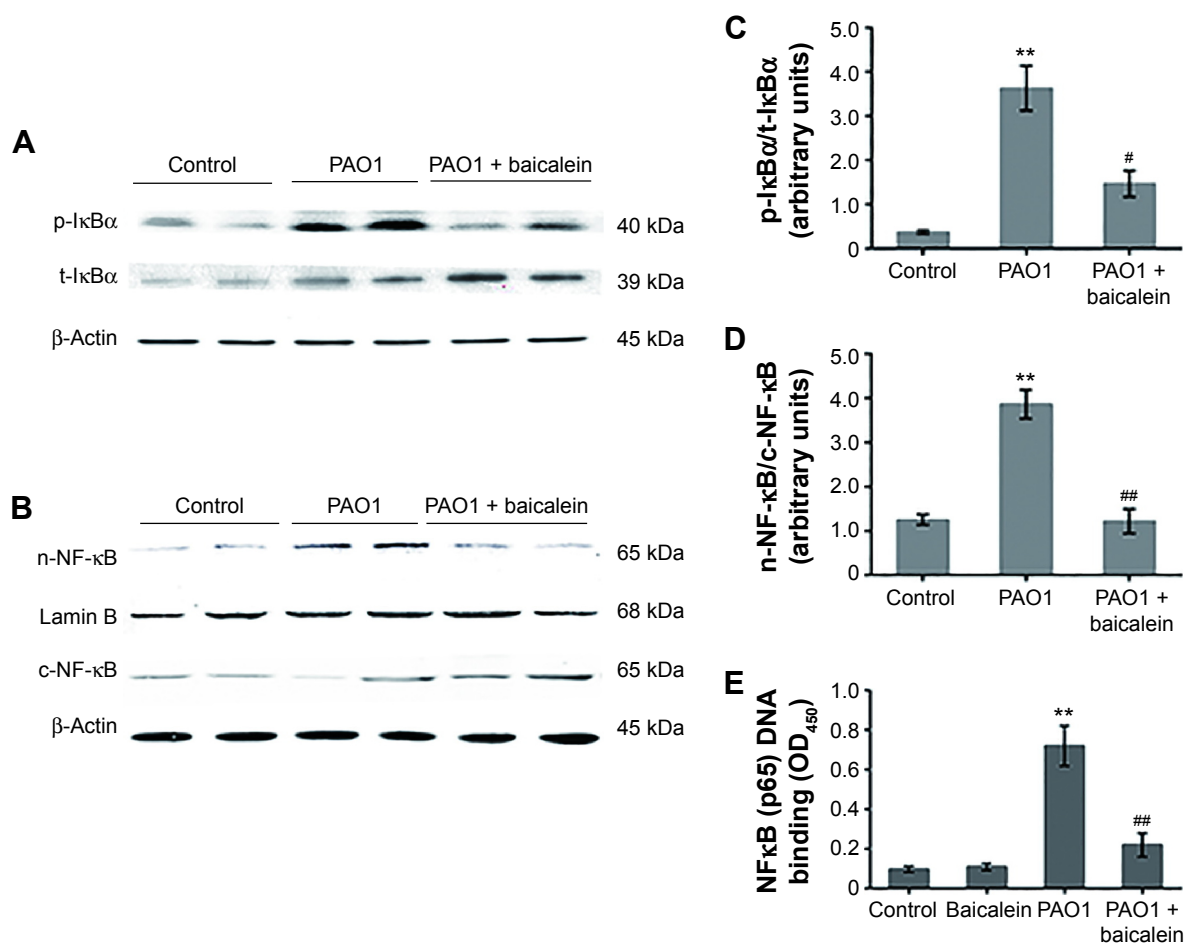 A
Control PAO1 PAO1 + baicalein
p-IκBα 40 kDa
t-IκBα 39 kDa
β-Actin 45 kDa
B
Control PAO1 PAO1 + baicalein
n-NF-κB 65 kDa
Lamin B 68 kDa
c-NF-κB 65 kDa
β-Actin 45 kDa
C
p-IκBα/t-IκBα
(arbitrary units)
5.0
4.0
3.0
2.0
1.0
0
**
#
Control PAO1 PAO1 +
baicalein
D
n-NF-κB/c-NF-κB
(arbitrary units)
5.0
4.0
3.0
2.0
1.0
0
**
##
Control PAO1 PAO1 +
baicalein
E
NFκB (p65) DNA
binding (OD₄₅₀)
1.0
0.8
0.6
0.4
0.2
0
**
##
Control Baicalein PAO1 PAO1 +
baicalein